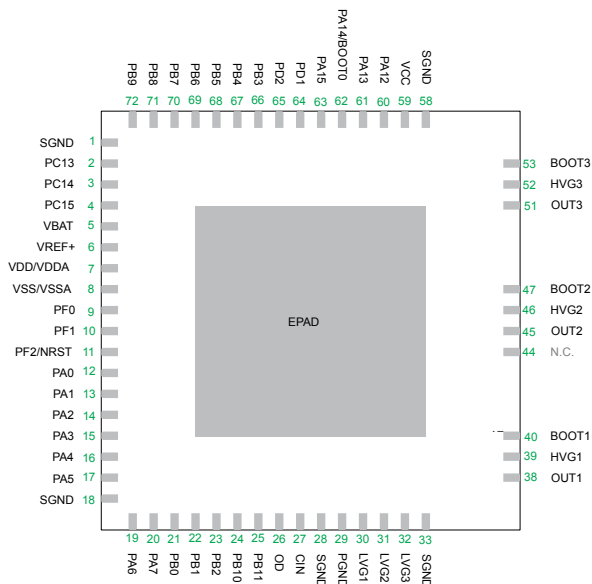 PB9 PB8 PB7 PB6 PB5 PB4 PB3 PD2 PD1 PA15 PA14/BOOT0 PA13 PA12 VCC SGND
72 71 70 69 68 67 66 65 64 63 62 61 60 59 58
SGND 1
PC13 2
PC14 3
PC15 4
VBAT 5
VREF+ 6
VDD/VDDA 7
VSS/VSSA 8
PF0 9
PF1 10
PF2/NRST 11
PA0 12
PA1 13
PA2 14
PA3 15
PA4 16
PA5 17
SGND 18
EPAD
53 BOOT3
52 HVG3
51 OUT3
47 BOOT2
46 HVG2
45 OUT2
44 N.C.
40 BOOT1
39 HVG1
38 OUT1
19 20 21 22 23 24 25 26 27 28 29 30 31 32 33
PA6 PA7 PB0 PB1 PB2 PB10 PB11 OD CIN SGND PGND LVG1 LVG2 LVG3 SGND